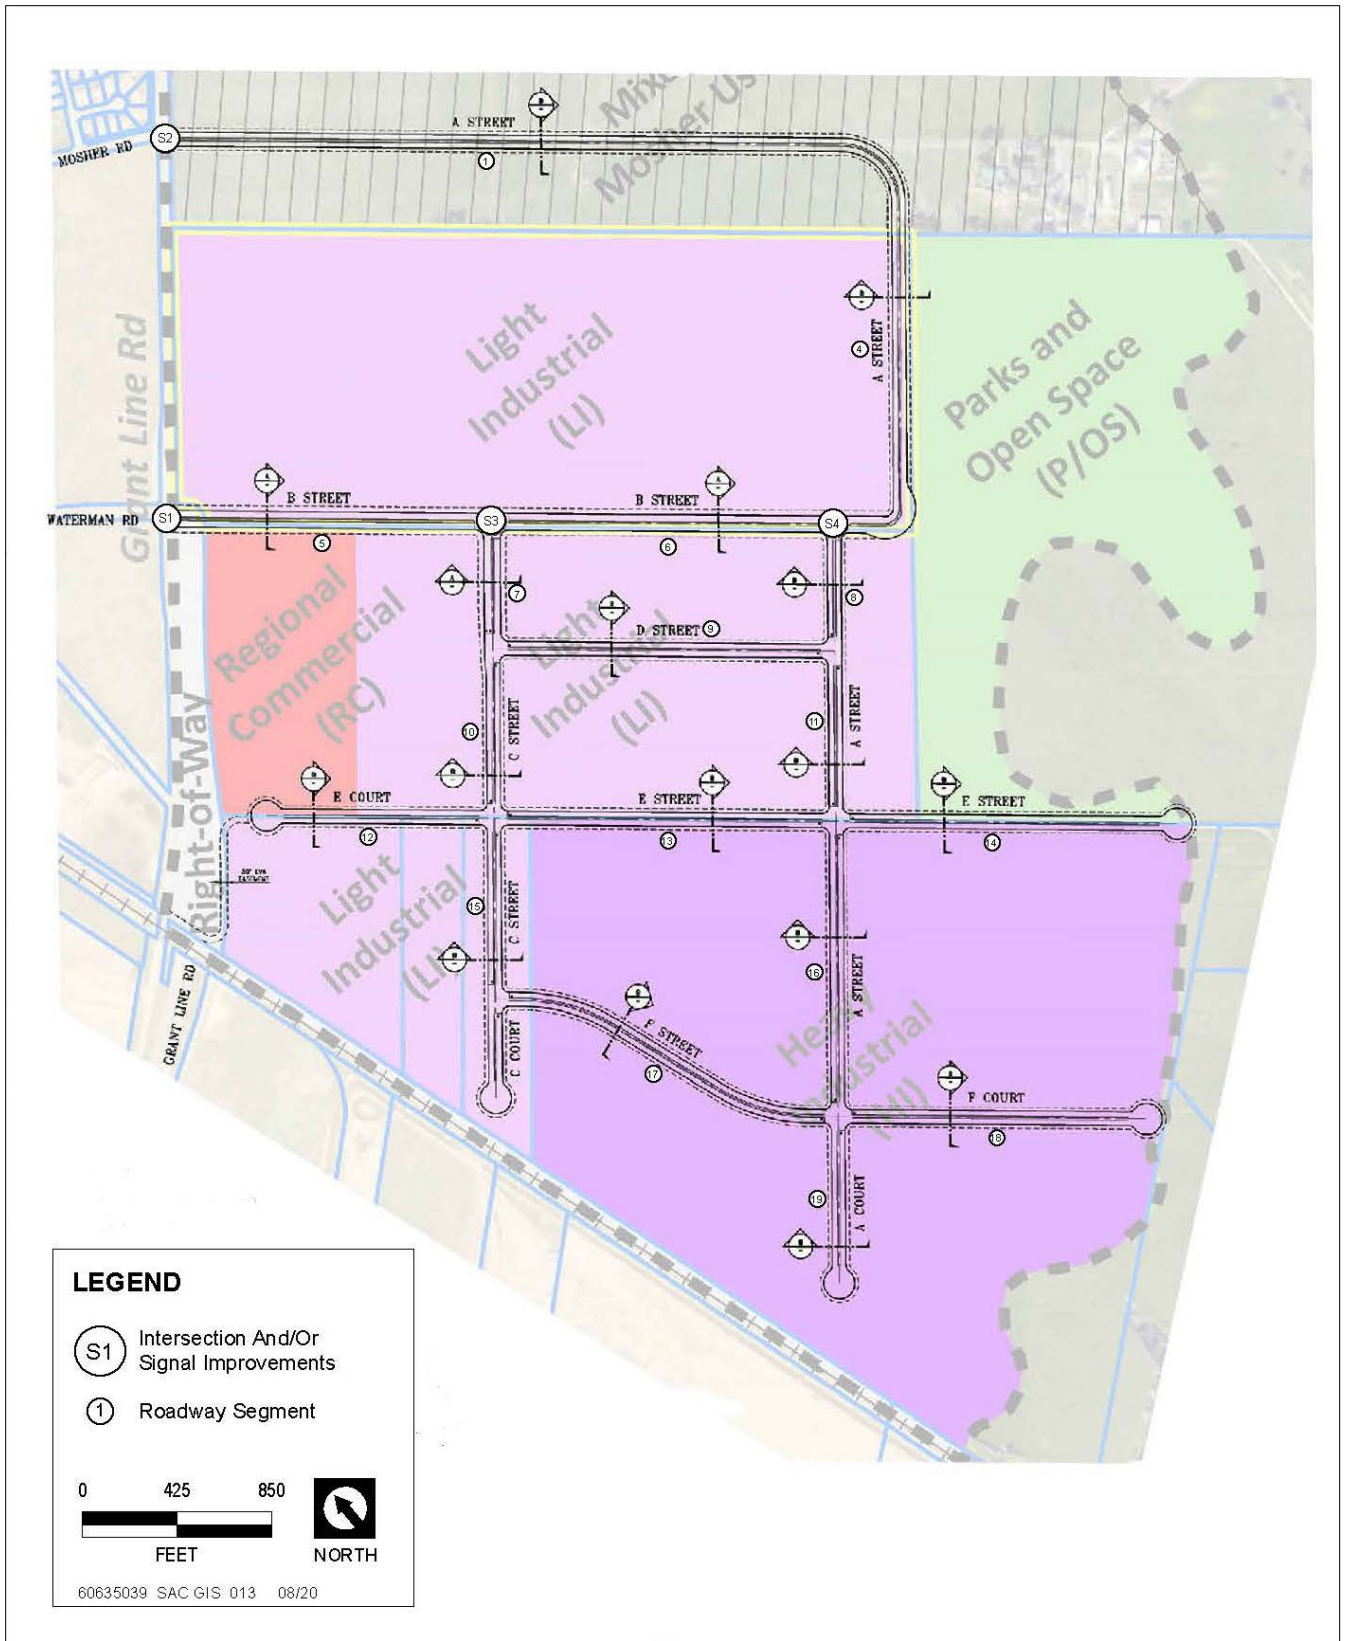 Mixe
Mosher Us
A STREET
1
S2
MOSHER RD
Grant Line Rd
Light
Industrial
(LI)
4
A STREET
Parks and
Open Space
(P/OS)
A
B STREET
B STREET
A
WATERMAN RD
S1
S3
S4
5
6
Regional
Commercial
(RC)
A
7
8
D STREET
9
Light
Industrial
(LI)
10
C STREET
11
A STREET
Right-of-Way
E COURT
E STREET
E STREET
12
13
14
Light
Industrial
(LI)
15
C STREET
16
A STREET
EASEMENT
GRANT LINE RD
C COURT
F STREET
17
Heavy
Industrial
(HI)
F COURT
18
19
A COURT
LEGEND
S1
Intersection And/Or
Signal Improvements
1
Roadway Segment
0 425 850
FEET
NORTH
60635039 SAC GIS 013 08/20